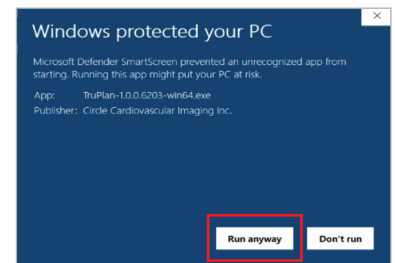 Windows protected your PC
Microsoft Defender SmartScreen prevented an unrecognized app from
starting. Running this app might put your PC at risk.
App: TruPlan-1.0.0.6203-win64.exe
Publisher: Circle Cardiovascular Imaging Inc.
Run anyway Don't run